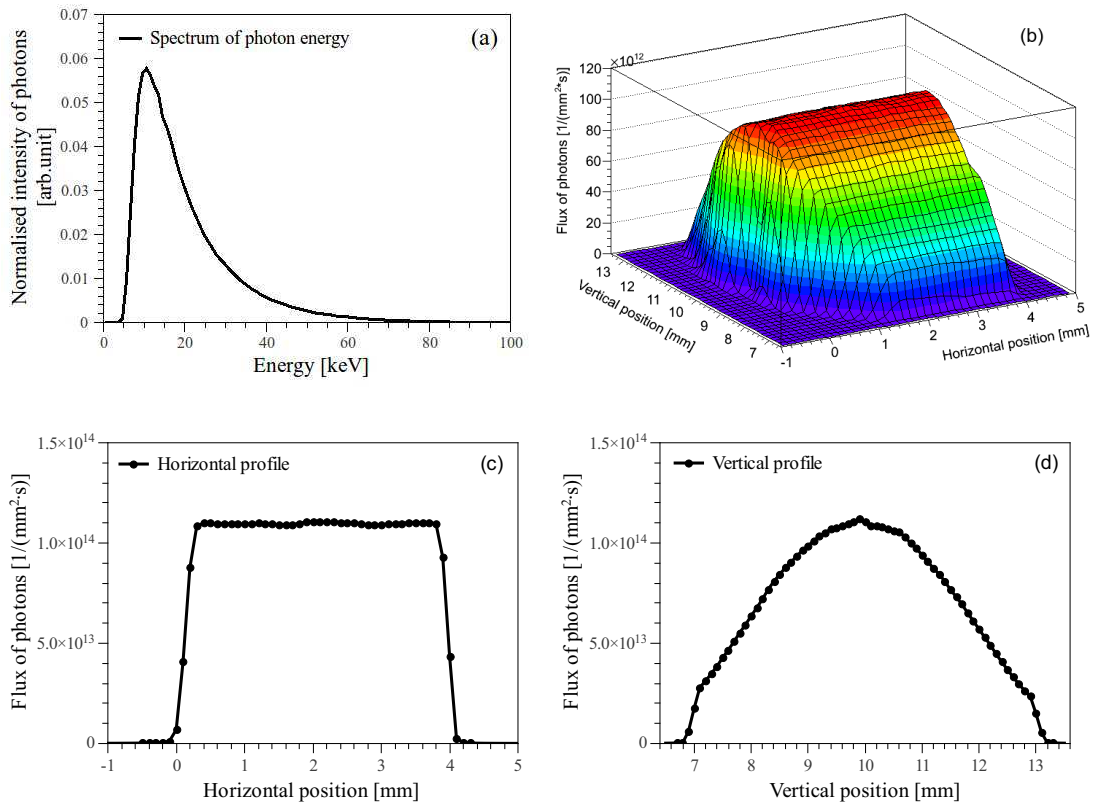 0.07
0.06
0.05
0.04
0.03
0.02
0.01
0
0 20 40 60 80 100
Spectrum of photon energy
(a)
Normalised intensity of photons
[arb.unit]
Energy [keV]
(b)
×10¹²
120
100
80
60
40
20
0
Flux of photons [1/(mm²*s)]
13 12 11 10 9 8 7
Vertical position [mm]
-1 0 1 2 3 4 5
Horizontal position [mm]
1.5×10¹⁴
1.0×10¹⁴
5.0×10¹³
0
-1 0 1 2 3 4 5
Horizontal profile
(c)
Flux of photons [1/(mm²·s)]
Horizontal position [mm]
1.5×10¹⁴
1.0×10¹⁴
5.0×10¹³
0
7 8 9 10 11 12 13
Vertical profile
(d)
Flux of photons [1/(mm²·s)]
Vertical position [mm]